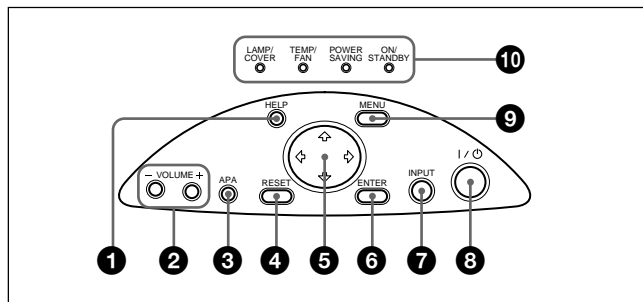 LAMP/ COVER
TEMP/ FAN
POWER SAVING
ON/ STANDBY
10
HELP
MENU
9
− VOLUME +
APA
RESET
ENTER
INPUT
I / ⏻
1
2
3
4
5
6
7
8